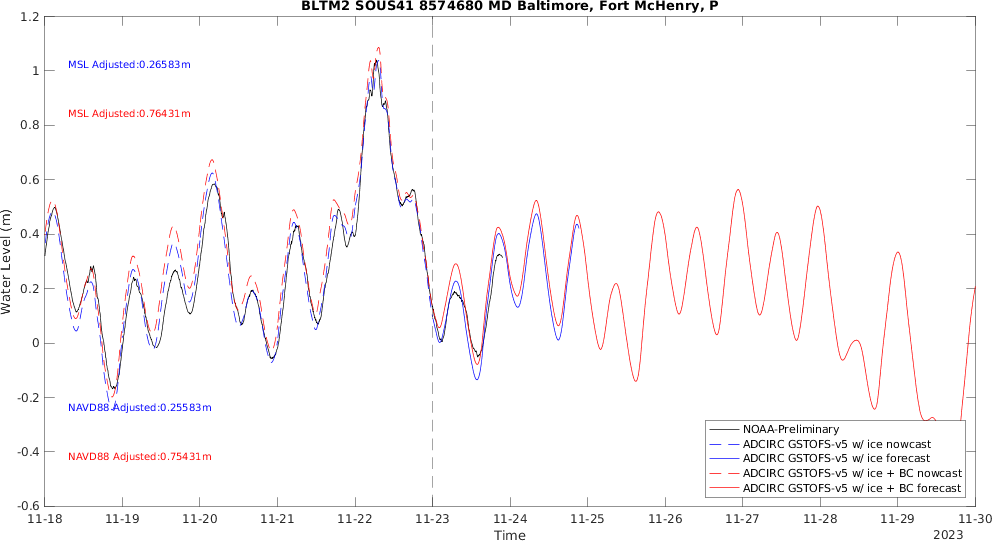 BLTM2 SOUS41 8574680 MD Baltimore, Fort McHenry, P
1.2
1
0.8
0.6
0.4
0.2
0
-0.2
-0.4
-0.6
Water Level (m)
MSL Adjusted:0.26583m
MSL Adjusted:0.76431m
NAVD88 Adjusted:0.25583m
NAVD88 Adjusted:0.75431m
NOAA-Preliminary
ADCIRC GSTOFS-v5 w/ ice nowcast
ADCIRC GSTOFS-v5 w/ ice forecast
ADCIRC GSTOFS-v5 w/ ice + BC nowcast
ADCIRC GSTOFS-v5 w/ ice + BC forecast
11-18 11-19 11-20 11-21 11-22 11-23 11-24 11-25 11-26 11-27 11-28 11-29 11-30
Time
2023